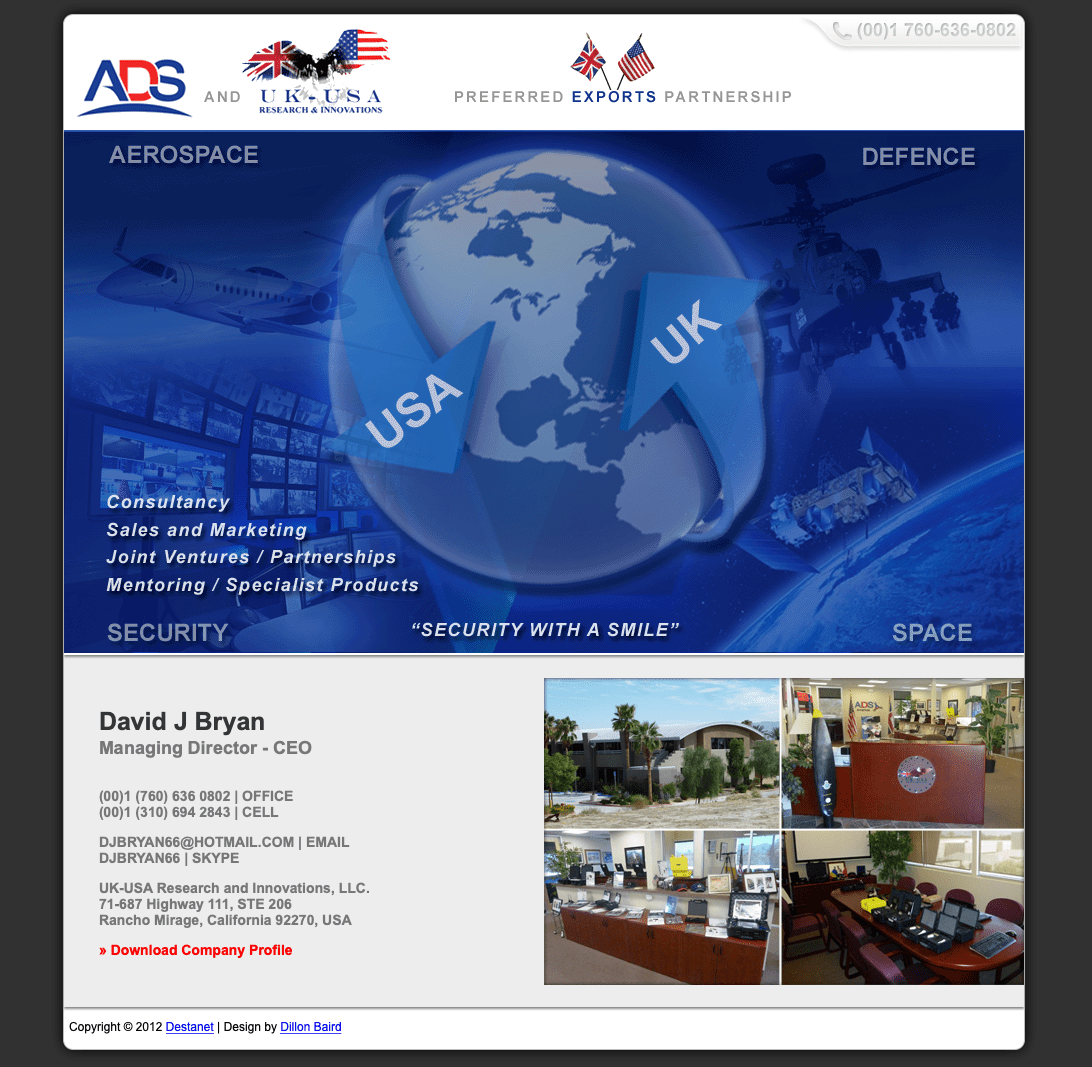 (00)1 760-636-0802
ADS AND UK-USA
RESEARCH & INNOVATIONS
PREFERRED EXPORTS PARTNERSHIP
AEROSPACE
DEFENCE
USA
UK
Consultancy
Sales and Marketing
Joint Ventures / Partnerships
Mentoring / Specialist Products
SECURITY
“SECURITY WITH A SMILE”
SPACE
David J Bryan
Managing Director - CEO
(00)1 (760) 636 0802 | OFFICE
(00)1 (310) 694 2843 | CELL
DJBRYAN66@HOTMAIL.COM | EMAIL
DJBRYAN66 | SKYPE
UK-USA Research and Innovations, LLC.
71-687 Highway 111, STE 206
Rancho Mirage, California 92270, USA
» Download Company Profile
ADS
Copyright © 2012 Destanet | Design by Dillon Baird